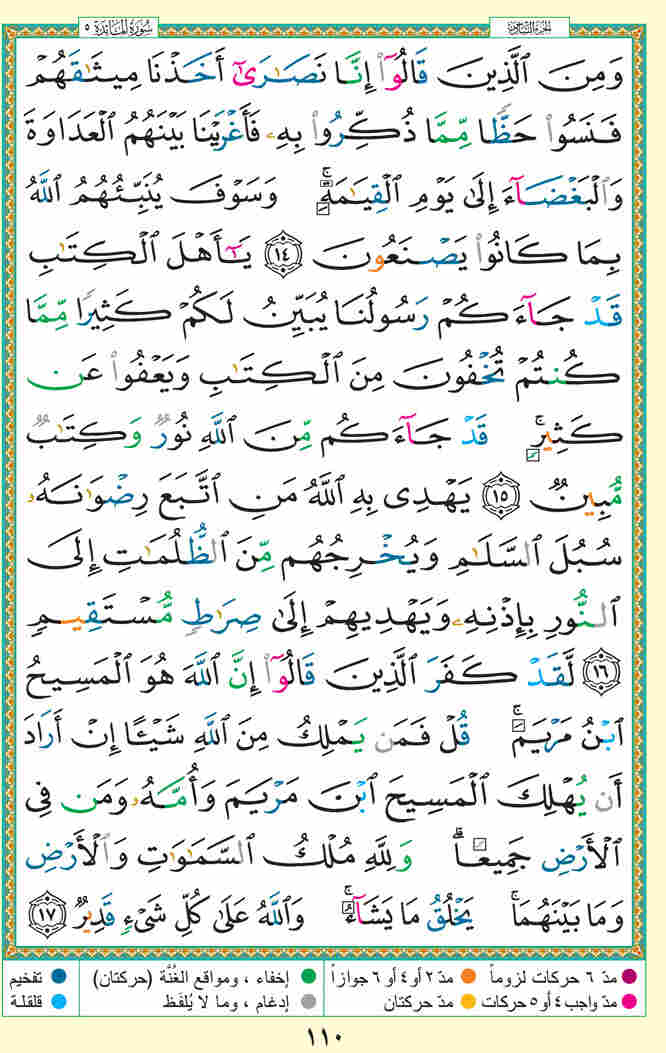 الجزء السادس
سورة المائدة ٥
وَمِنَ ٱلَّذِينَ قَالُوٓا۟ إِنَّا نَصَـٰرَىٰٓ أَخَذْنَا مِيثَـٰقَهُمْ
فَنَسُوا۟ حَظًّا مِّمَّا ذُكِّرُوا۟ بِهِۦ فَأَغْرَيْنَا بَيْنَهُمُ ٱلْعَدَاوَةَ
وَٱلْبَغْضَآءَ إِلَىٰ يَوْمِ ٱلْقِيَـٰمَةِ ۚ وَسَوْفَ يُنَبِّئُهُمُ ٱللَّهُ
بِمَا كَانُوا۟ يَصْنَعُونَ ١٤ يَـٰٓأَهْلَ ٱلْكِتَـٰبِ
قَدْ جَآءَكُمْ رَسُولُنَا يُبَيِّنُ لَكُمْ كَثِيرًا مِّمَّا
كُنتُمْ تُخْفُونَ مِنَ ٱلْكِتَـٰبِ وَيَعْفُوا۟ عَن
كَثِيرٍ ۚ قَدْ جَآءَكُم مِّنَ ٱللَّهِ نُورٌ وَكِتَـٰبٌ
مُّبِينٌ ١٥ يَهْدِى بِهِ ٱللَّهُ مَنِ ٱتَّبَعَ رِضْوَٰنَهُۥ
سُبُلَ ٱلسَّلَـٰمِ وَيُخْرِجُهُم مِّنَ ٱلظُّلُمَـٰتِ إِلَى
ٱلنُّورِ بِإِذْنِهِۦ وَيَهْدِيهِمْ إِلَىٰ صِرَٰطٍ مُّسْتَقِيمٍ
١٦ لَّقَدْ كَفَرَ ٱلَّذِينَ قَالُوٓا۟ إِنَّ ٱللَّهَ هُوَ ٱلْمَسِيحُ
ٱبْنُ مَرْيَمَ ۚ قُلْ فَمَن يَمْلِكُ مِنَ ٱللَّهِ شَيْـًٔا إِنْ أَرَادَ
أَن يُهْلِكَ ٱلْمَسِيحَ ٱبْنَ مَرْيَمَ وَأُمَّهُۥ وَمَن فِى
ٱلْأَرْضِ جَمِيعًا ۗ وَلِلَّهِ مُلْكُ ٱلسَّمَـٰوَٰتِ وَٱلْأَرْضِ
وَمَا بَيْنَهُمَا ۚ يَخْلُقُ مَا يَشَآءُ ۚ وَٱللَّهُ عَلَىٰ كُلِّ شَىْءٍ قَدِيرٌ ١٧
مدّ ٦ حركات لزوماً مدّ ٢ أو ٤ أو ٦ جوازاً إخفاء ، ومواقع الغُنَّة (حركتان) تفخيم
مدّ واجب ٤ أو ٥ حركات مدّ حركتان إدغام ، وما لا يُلفَظ قلقلة
١١٠